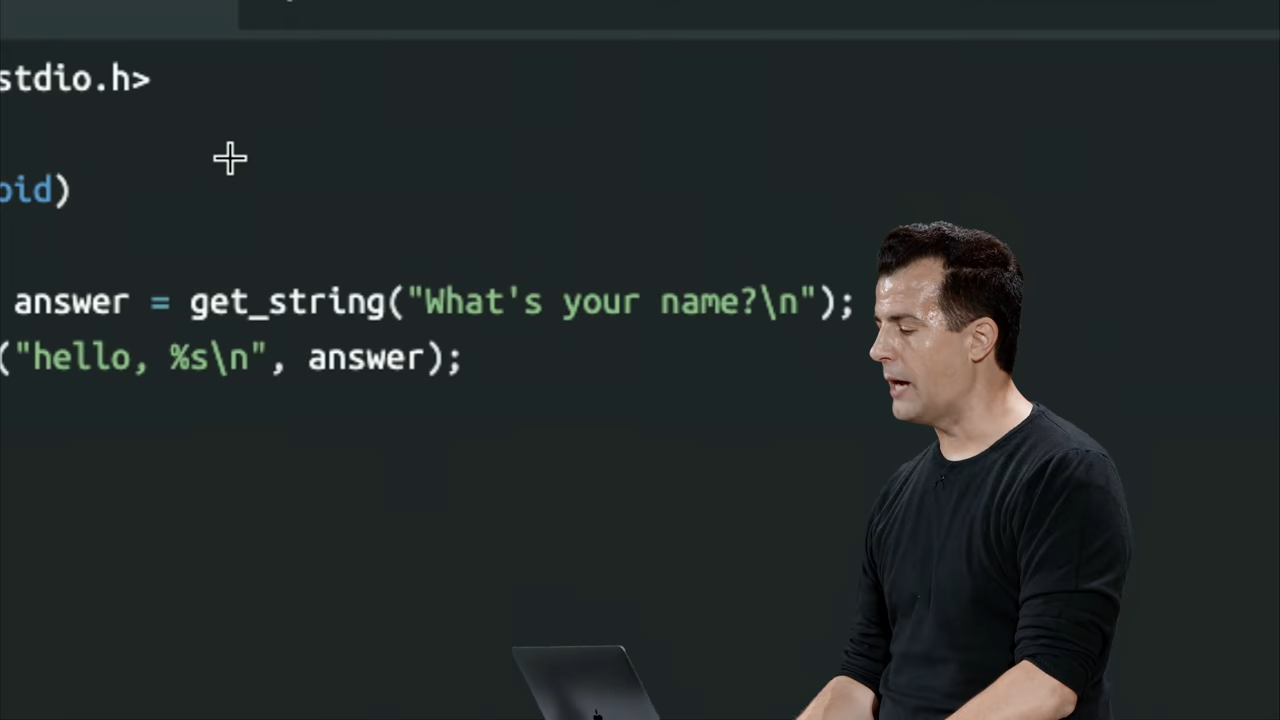 stdio.h>
oid)
answer = get_string("What's your name?\n");
("hello, %s\n", answer);